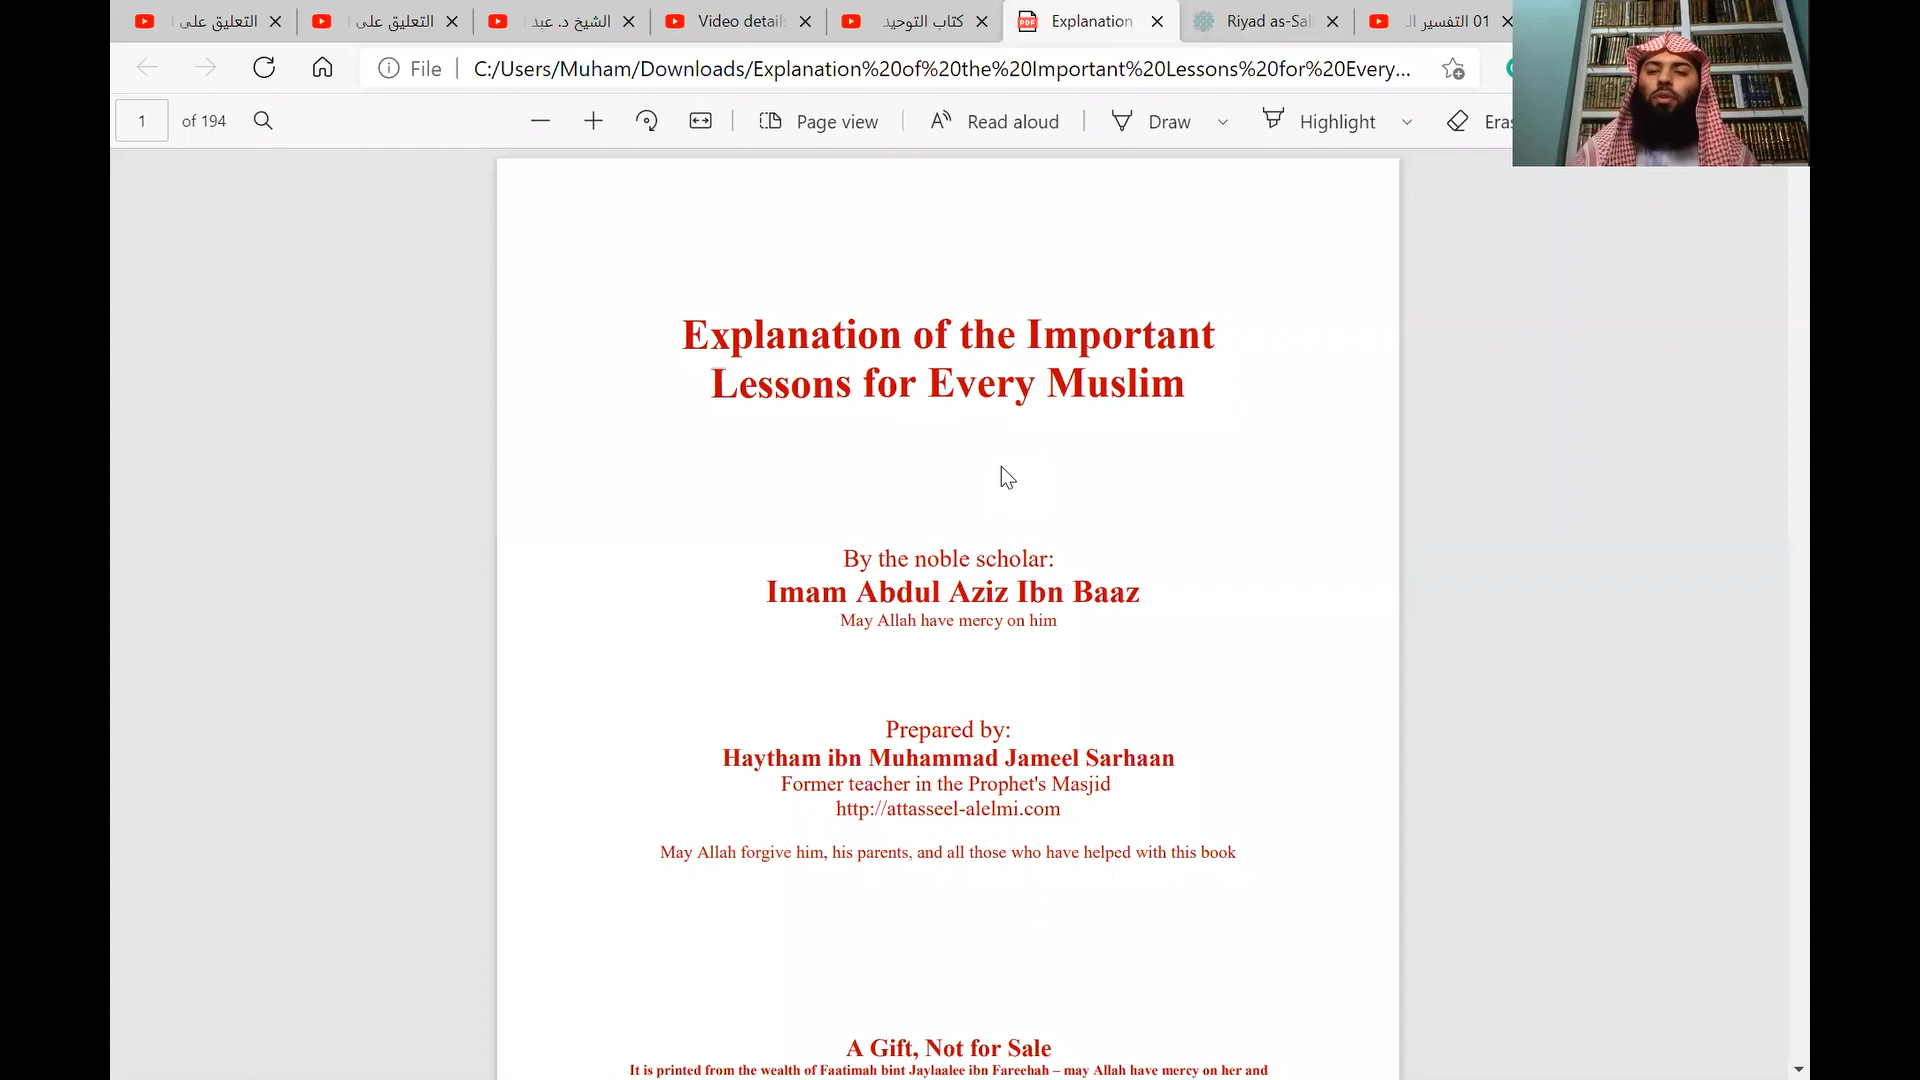 التعليق على
التعليق على
الشيخ د. عبد
Video detail
كتاب التوحيد
Explanation
Riyad as-Sal
01 التفسير ال
File
C:/Users/Muham/Downloads/Explanation%20of%20the%20Important%20Lessons%20for%20Every...
1
of 194
Page view
Read aloud
Draw
Highlight
Eras
Explanation of the Important
Lessons for Every Muslim
By the noble scholar:
Imam Abdul Aziz Ibn Baaz
May Allah have mercy on him
Prepared by:
Haytham ibn Muhammad Jameel Sarhaan
Former teacher in the Prophet's Masjid
http://attasseel-alelmi.com
May Allah forgive him, his parents, and all those who have helped with this book
A Gift, Not for Sale
It is printed from the wealth of Faatimah bint Jaylaalee ibn Fareehah – may Allah have mercy on her and